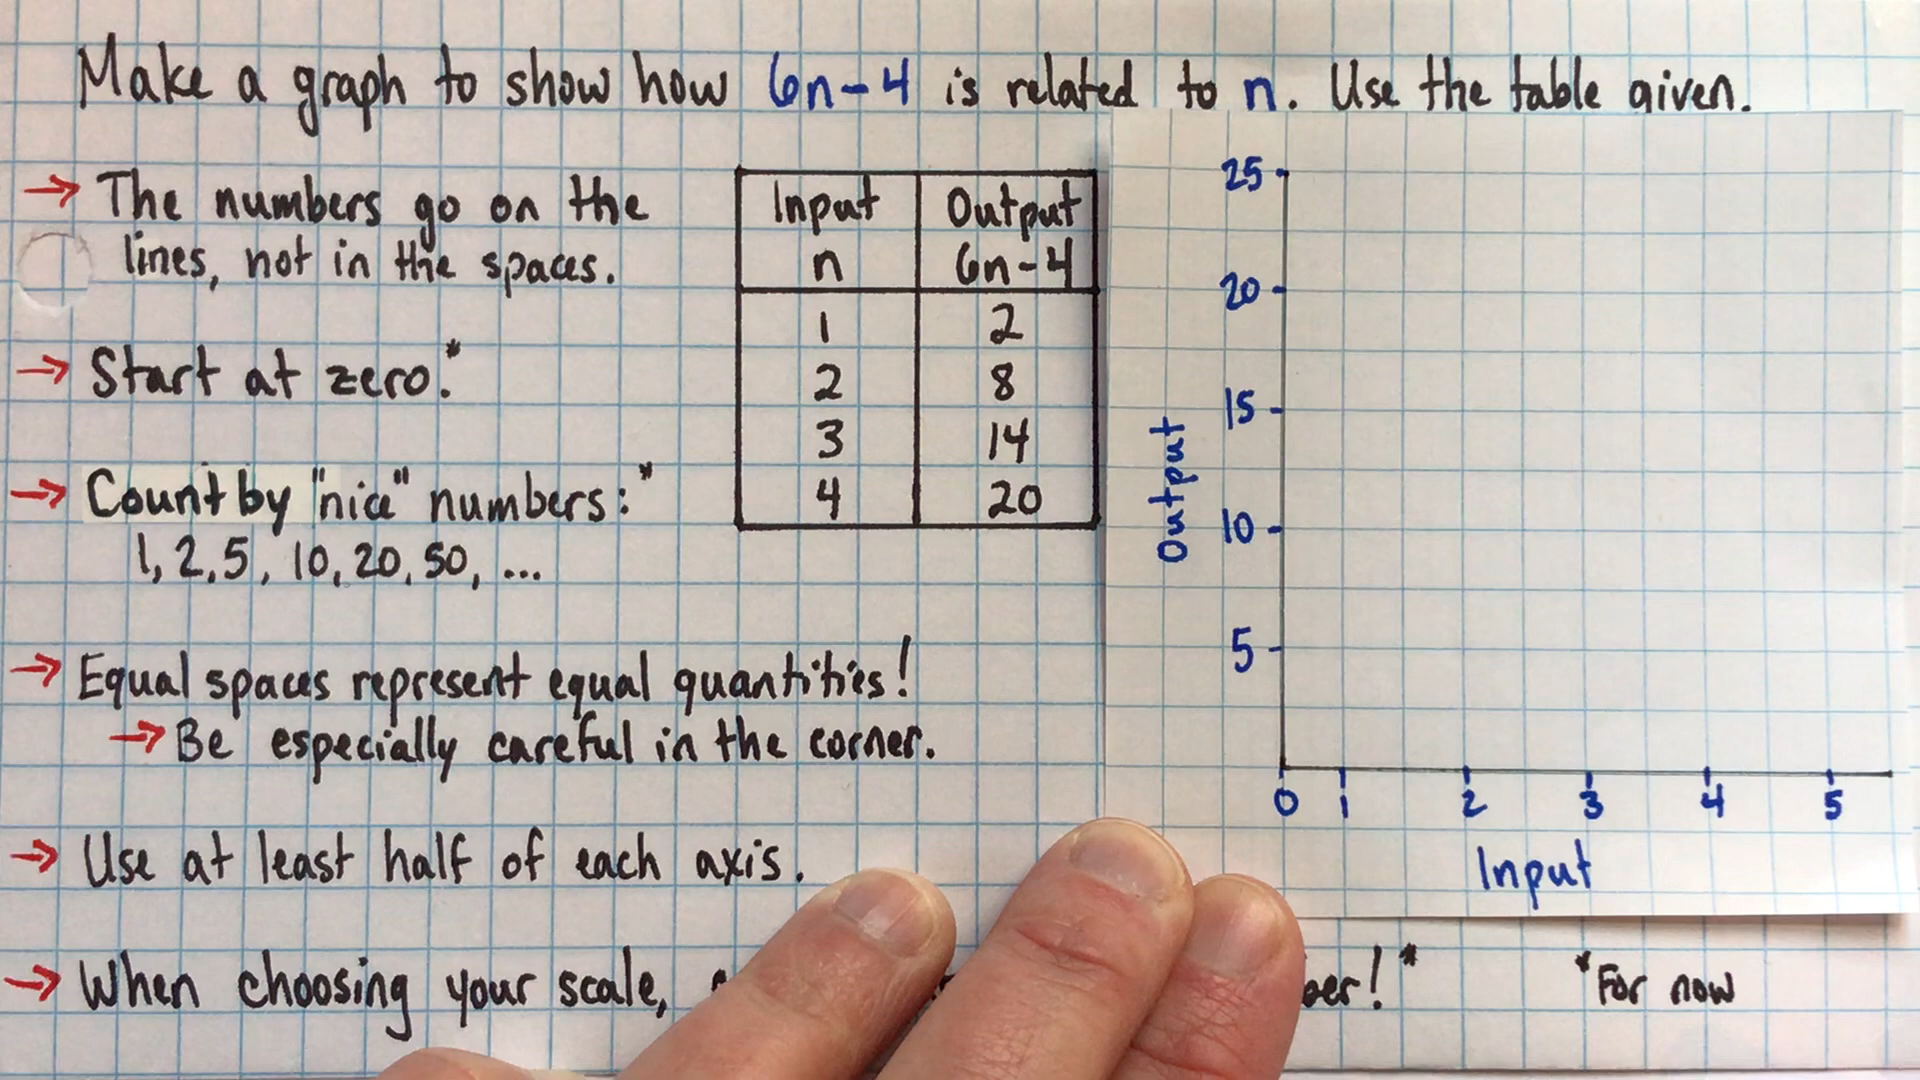 Make a graph to show how 6n-4 is related to n. Use the table given.
→ The numbers go on the
lines, not in the spaces.
→ Start at zero.*
→ Count by "nice" numbers:*
1, 2, 5, 10, 20, 50, ...
→ Equal spaces represent equal quantities!
→ Be especially careful in the corner.
→ Use at least half of each axis.
→ When choosing your scale,
*For now
Input Output
n 6n-4
1 2
2 8
3 14
4 20
Output
25
20
15
10
5
0 1 2 3 4 5
Input